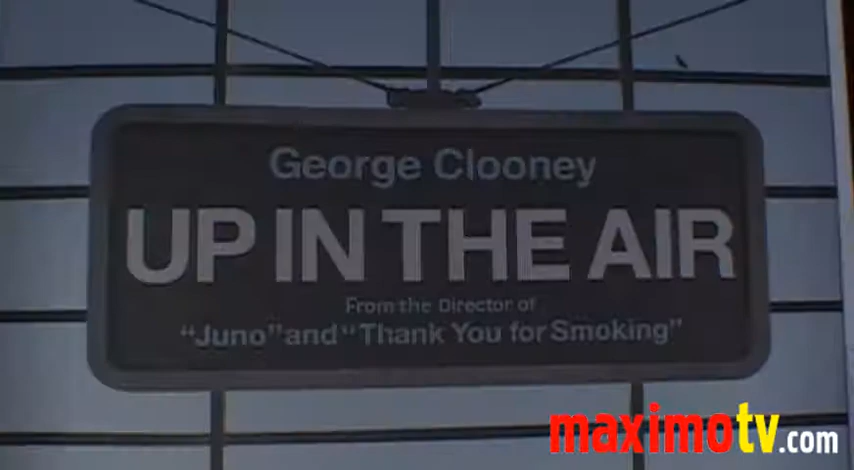 George Clooney
UP IN THE AIR
From the Director of
“Juno” and “Thank You for Smoking”
maximotv.com